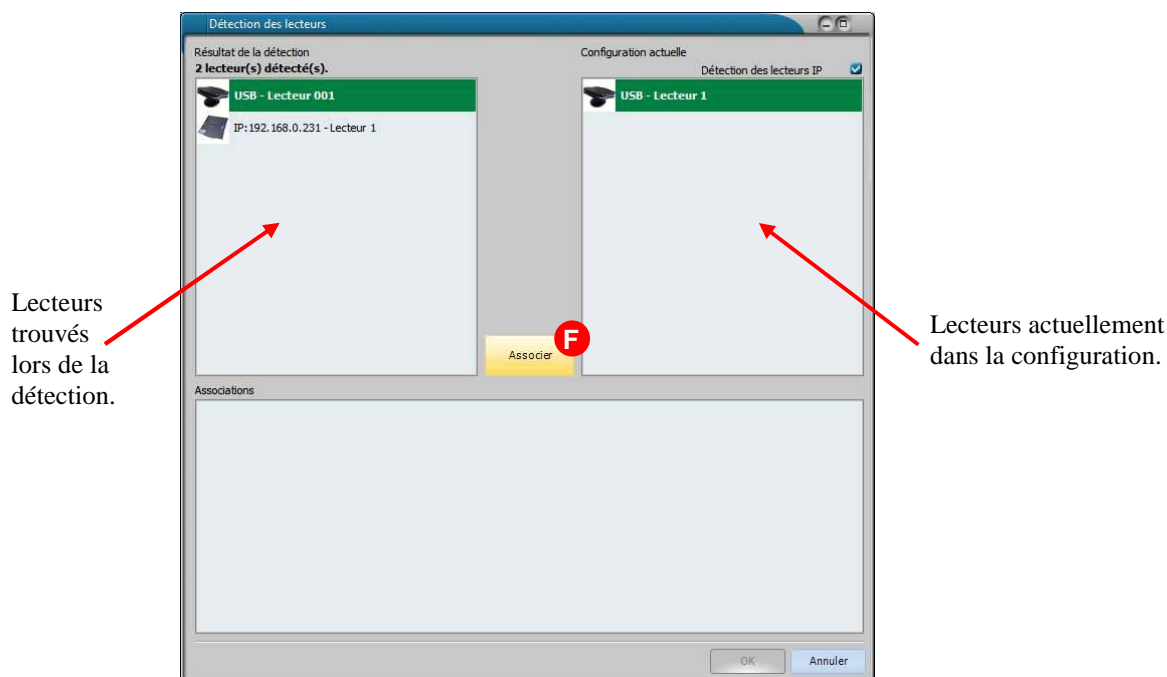 Détection des lecteurs
Résultat de la détection
2 lecteur(s) détecté(s).
USB - Lecteur 001
IP:192.168.0.231 - Lecteur 1
Configuration actuelle
Détection des lecteurs IP
USB - Lecteur 1
Lecteurs
trouvés
lors de la
détection.
Associer
F
Lecteurs actuellement
dans la configuration.
Associations
OK
Annuler